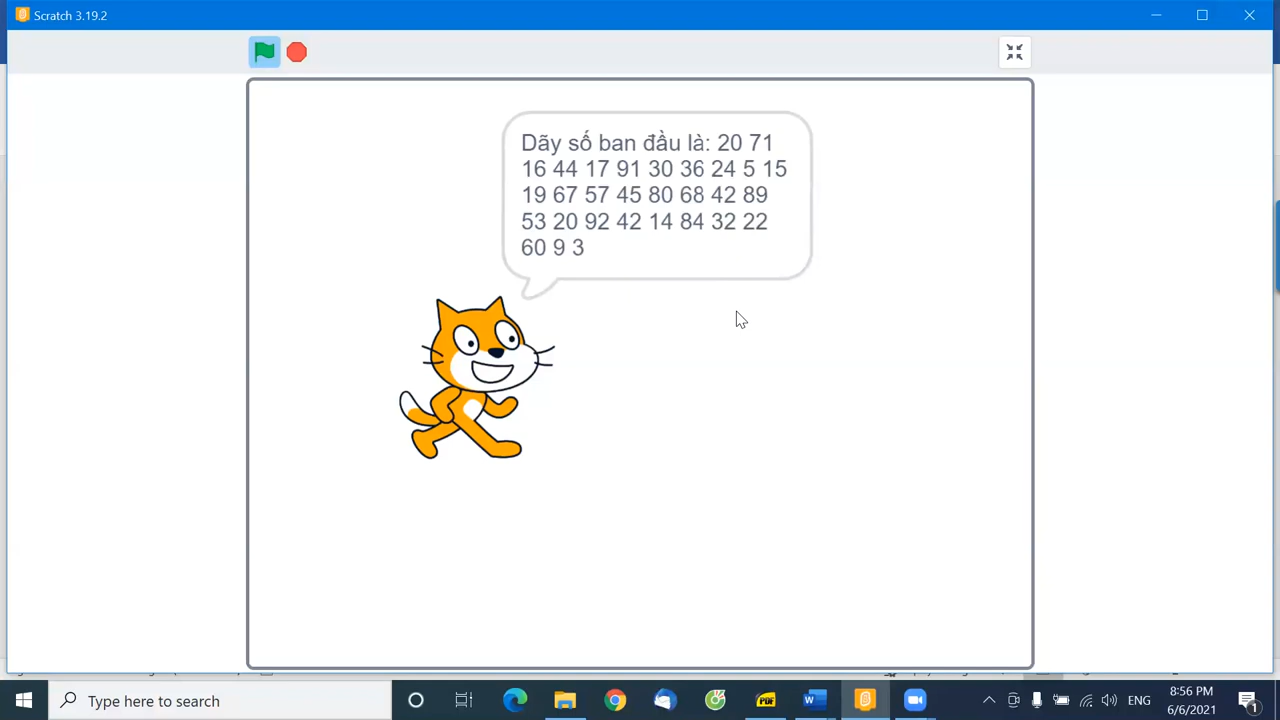 Scratch 3.19.2
Dãy số ban đầu là: 20 71
16 44 17 91 30 36 24 5 15
19 67 57 45 80 68 42 89
53 20 92 42 14 84 32 22
60 9 3
Type here to search
PDF
W
ENG
8:56 PM
6/6/2021
1